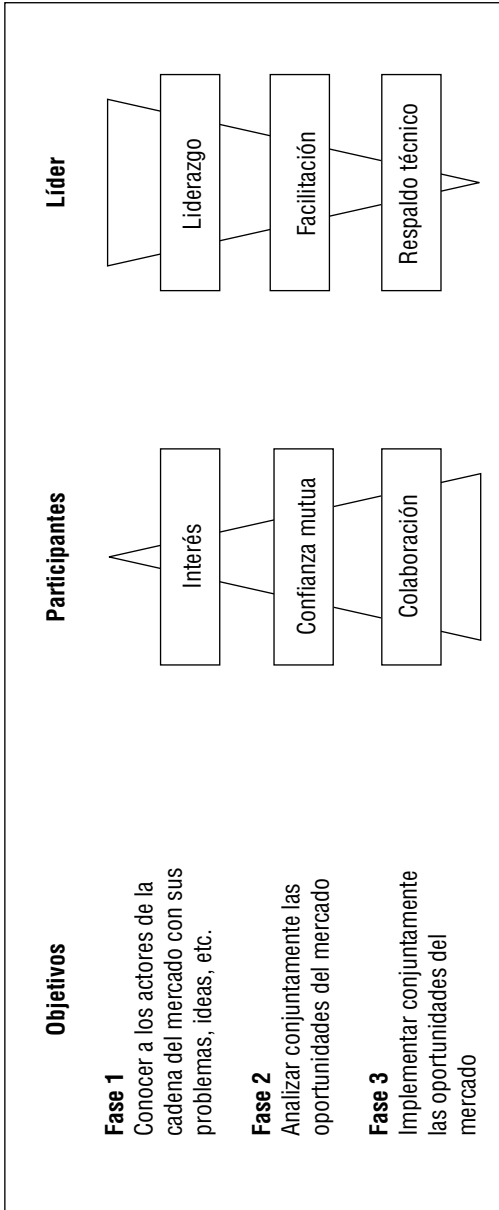 Objetivos
Participantes
Líder
Fase 1
Conocer a los actores de la
cadena del mercado con sus
problemas, ideas, etc.
Interés
Liderazgo
Fase 2
Analizar conjuntamente las
oportunidades del mercado
Confianza mutua
Facilitación
Fase 3
Implementar conjuntamente
las oportunidades del
mercado
Colaboración
Respaldo técnico